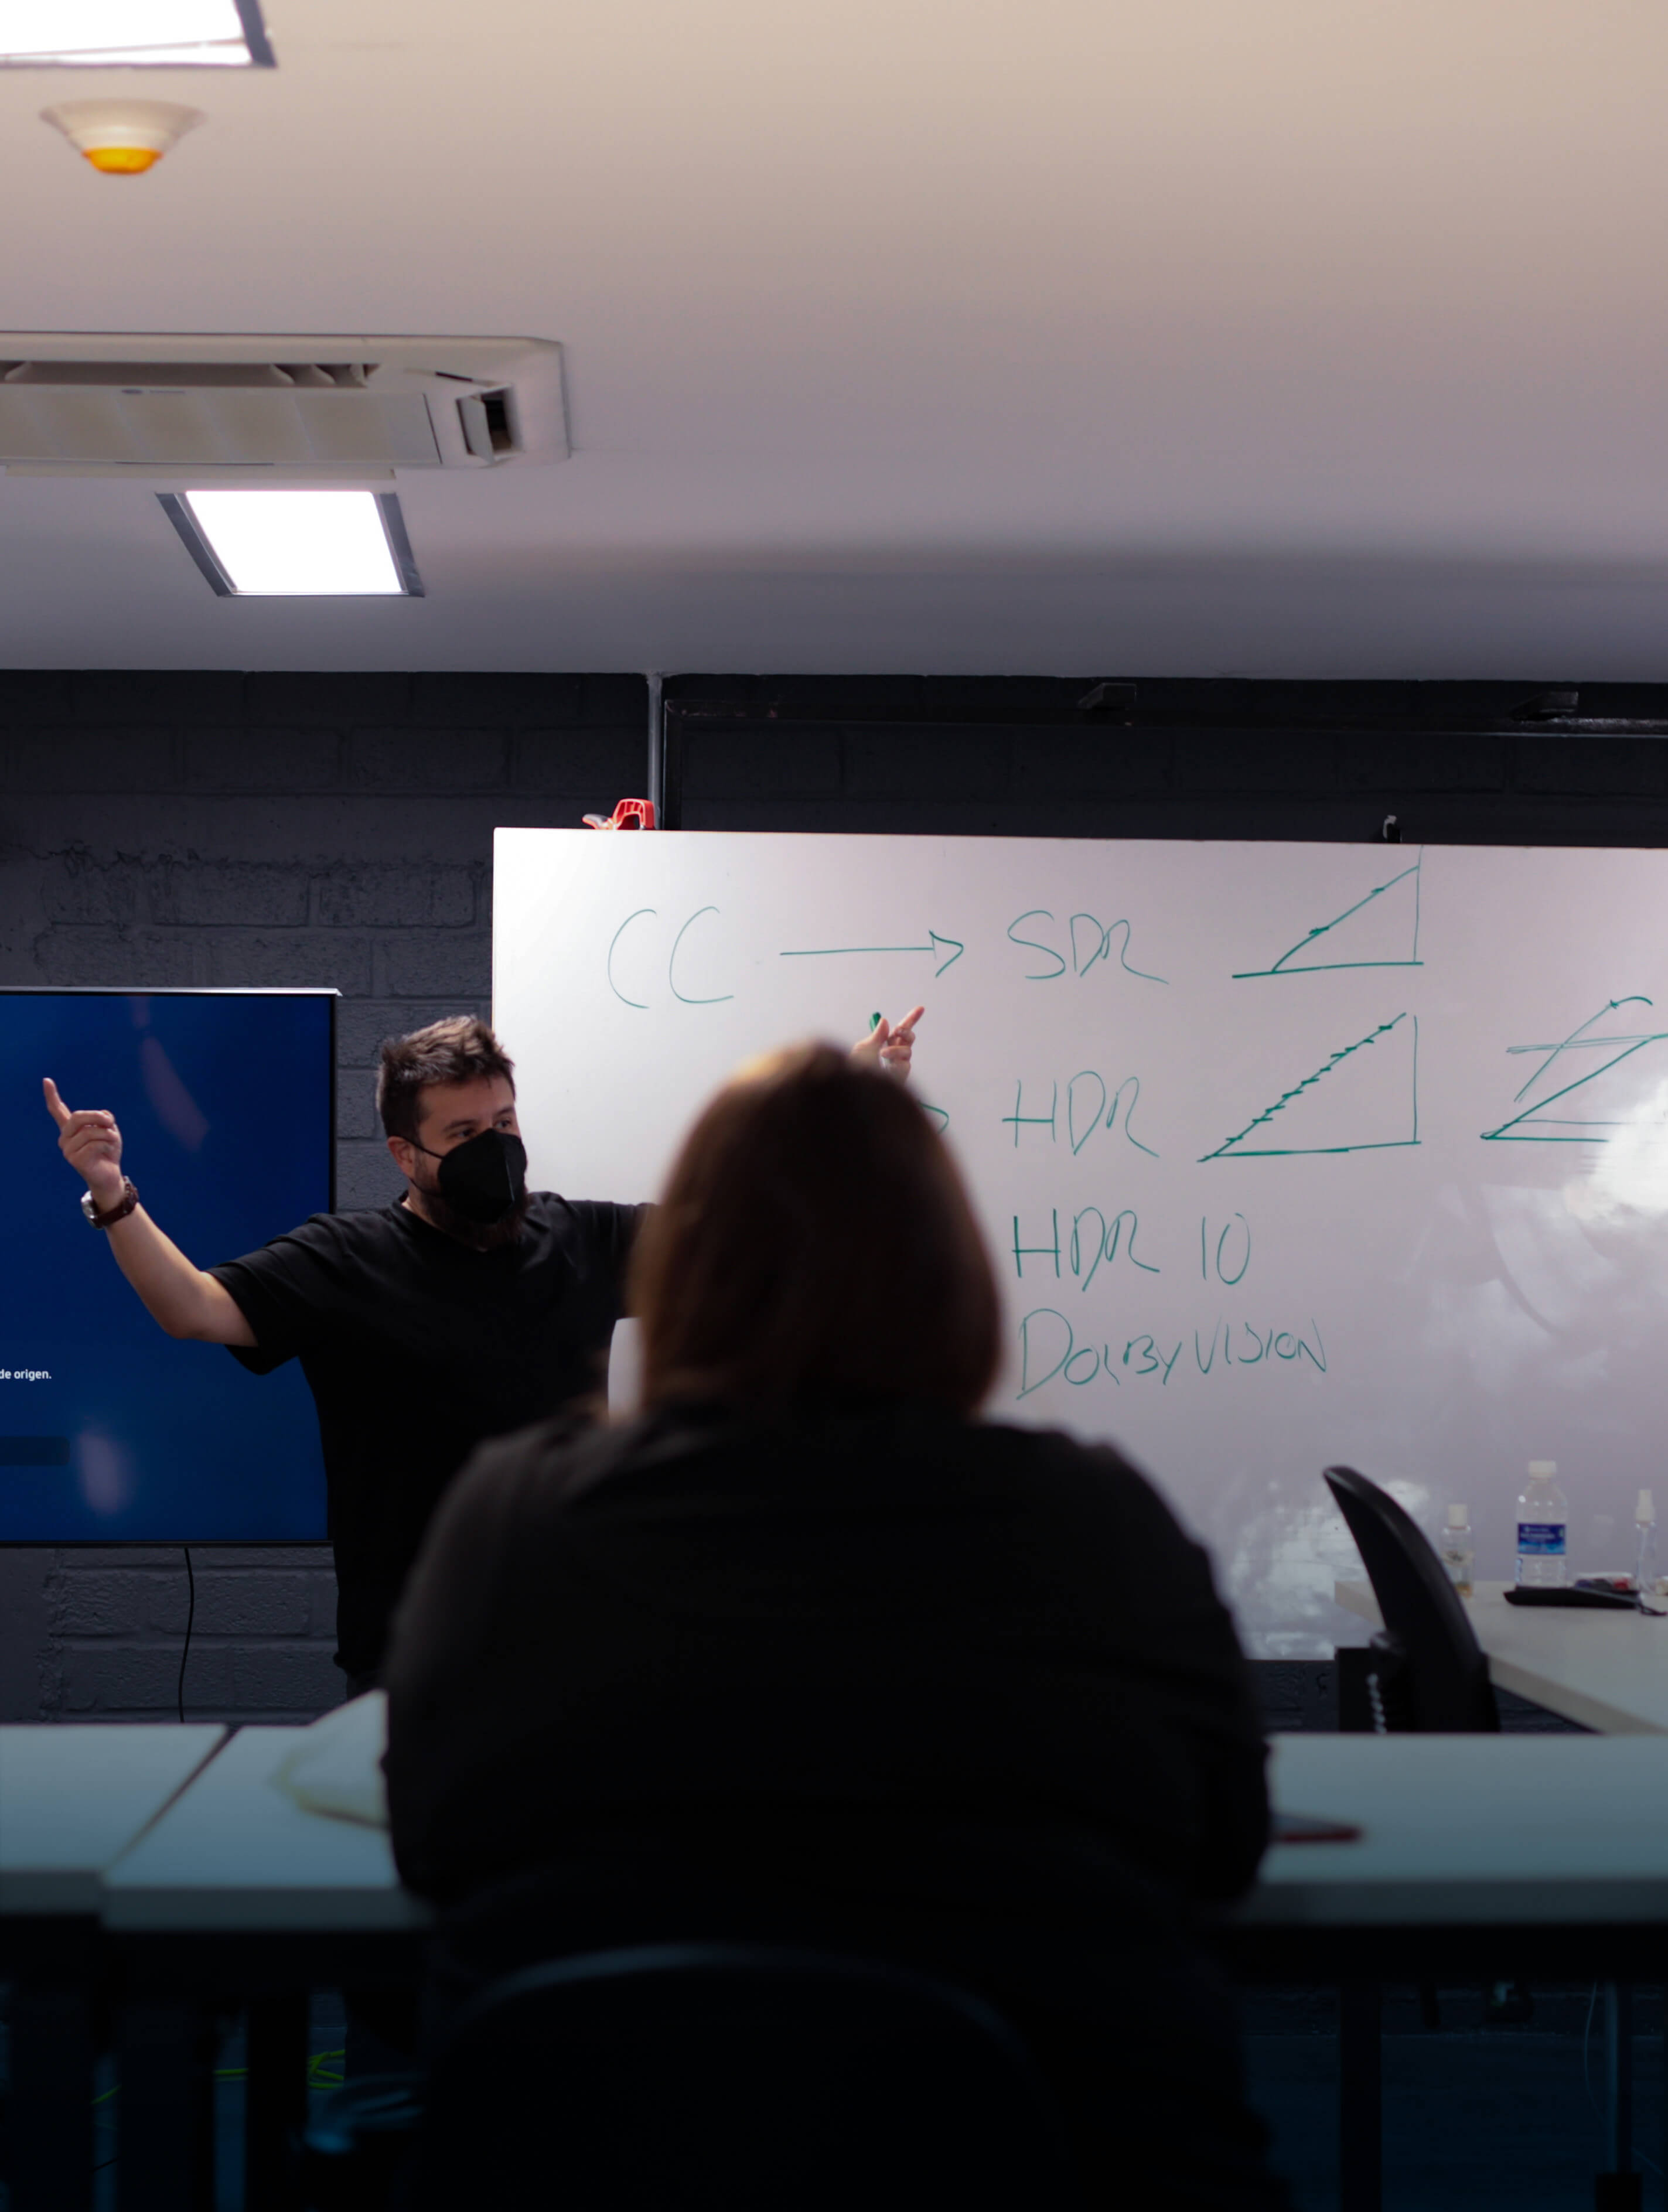 CC → SDR
HDR
HDR 10
DOLBY VISION
de origen.